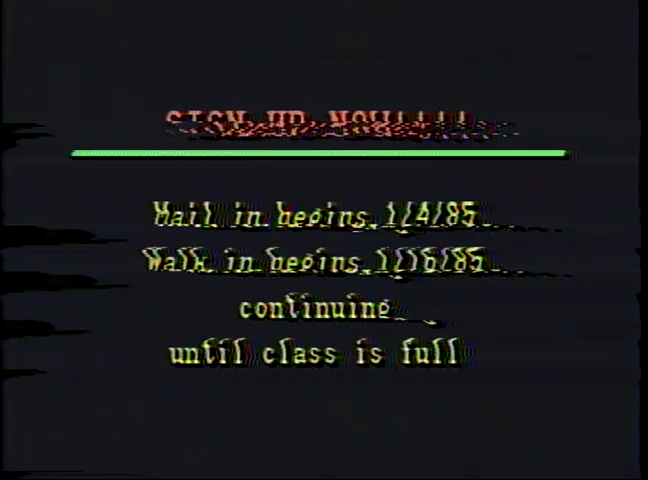 SIGN UP NOW!!!!
Mail in begins 1/4/85
Walk in begins 1/16/85
continuing
until class is full